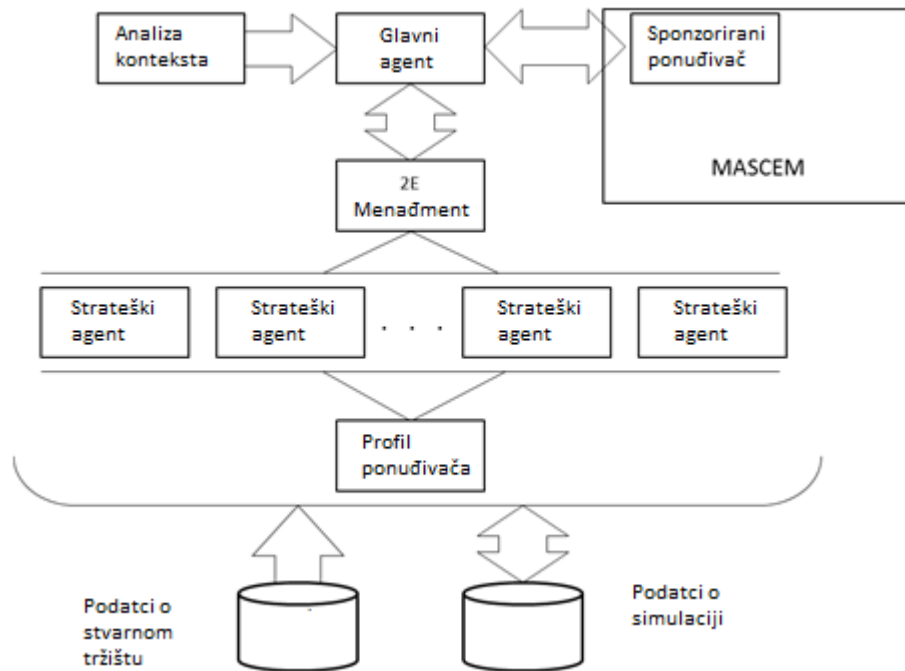 Analiza
konteksta
Glavni
agent
Sponzorirani
ponuđivač
MASCEM
2E
Menađment
Strateški
agent
Strateški
agent
. . .
Strateški
agent
Strateški
agent
Profil
ponuđivača
Podatci o
stvarnom
tržištu
Podatci o
simulaciji